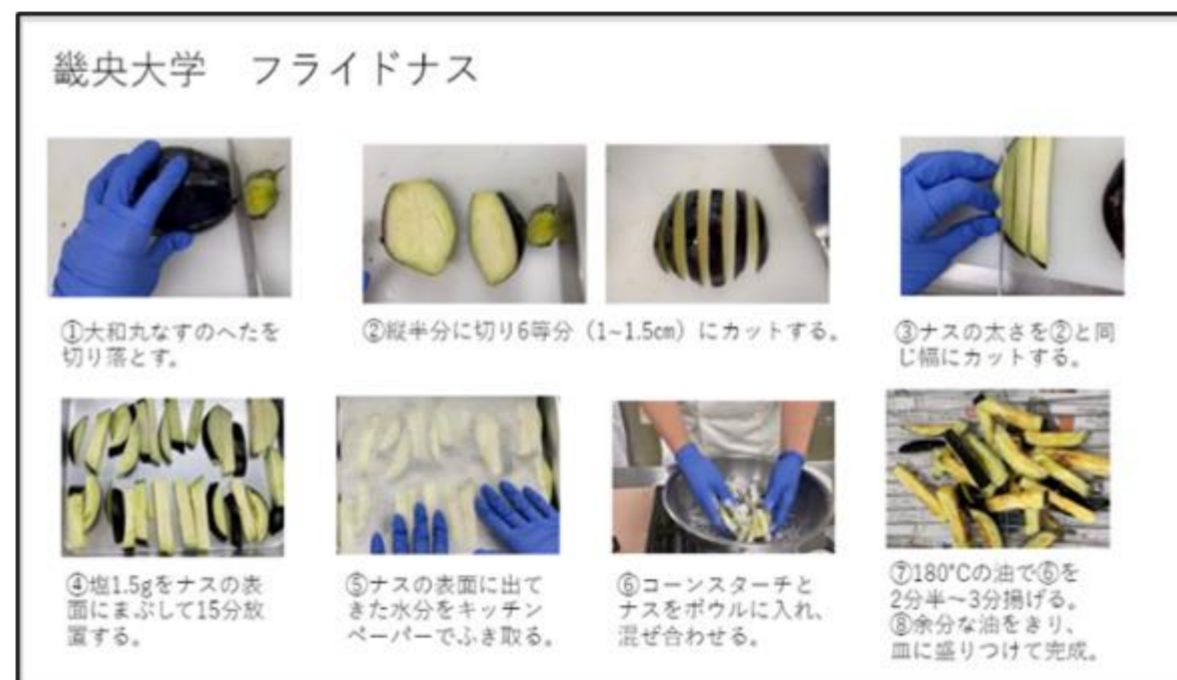 畿央大学　フライドナス
①大和丸なすのへたを
切り落とす。
②縦半分に切り6等分（1~1.5㎝）にカットする。
③ナスの太さを②と同
じ幅にカットする。
④塩1.5gをナスの表
面にまぶして15分放
置する。
⑤ナスの表面に出て
きた水分をキッチン
ペーパーでふき取る。
⑥コーンスターチと
ナスをボウルに入れ、
混ぜ合わせる。
⑦180°Cの油で⑥を
2分半～3分揚げる。
⑧余分な油をきり、
皿に盛りつけて完成。